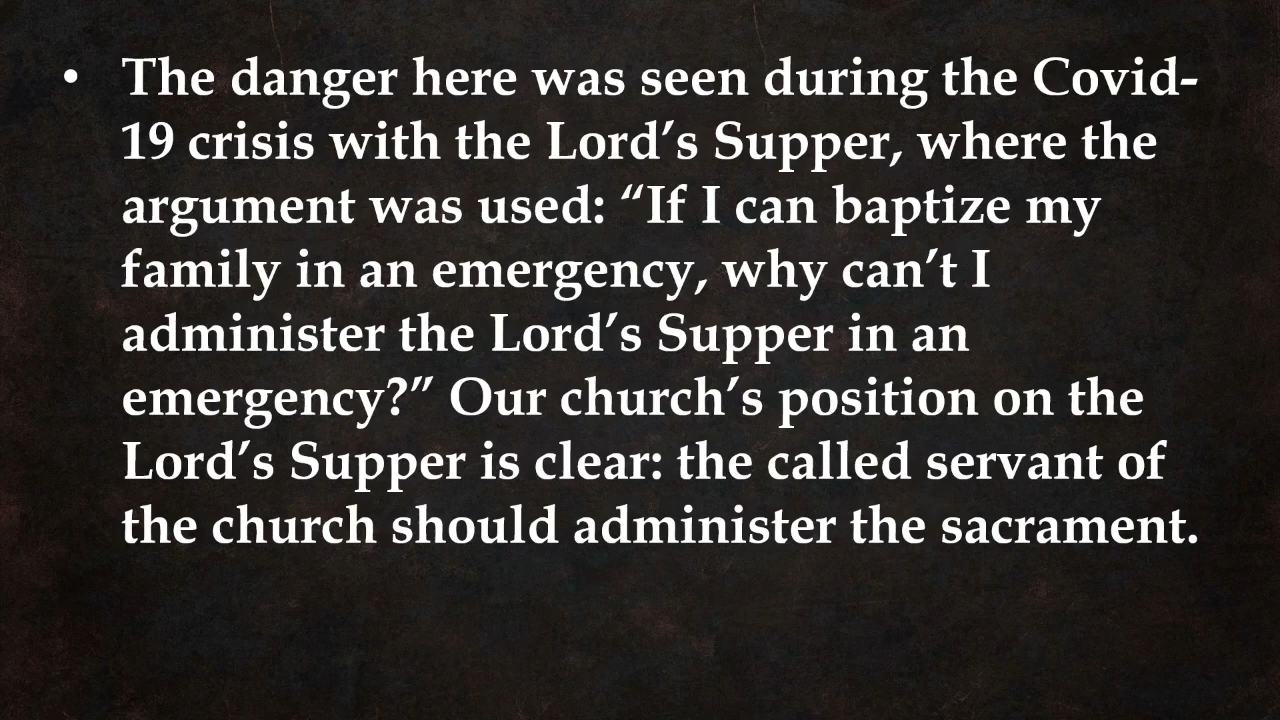 • The danger here was seen during the Covid-
19 crisis with the Lord’s Supper, where the
argument was used: “If I can baptize my
family in an emergency, why can’t I
administer the Lord’s Supper in an
emergency?” Our church’s position on the
Lord’s Supper is clear: the called servant of
the church should administer the sacrament.